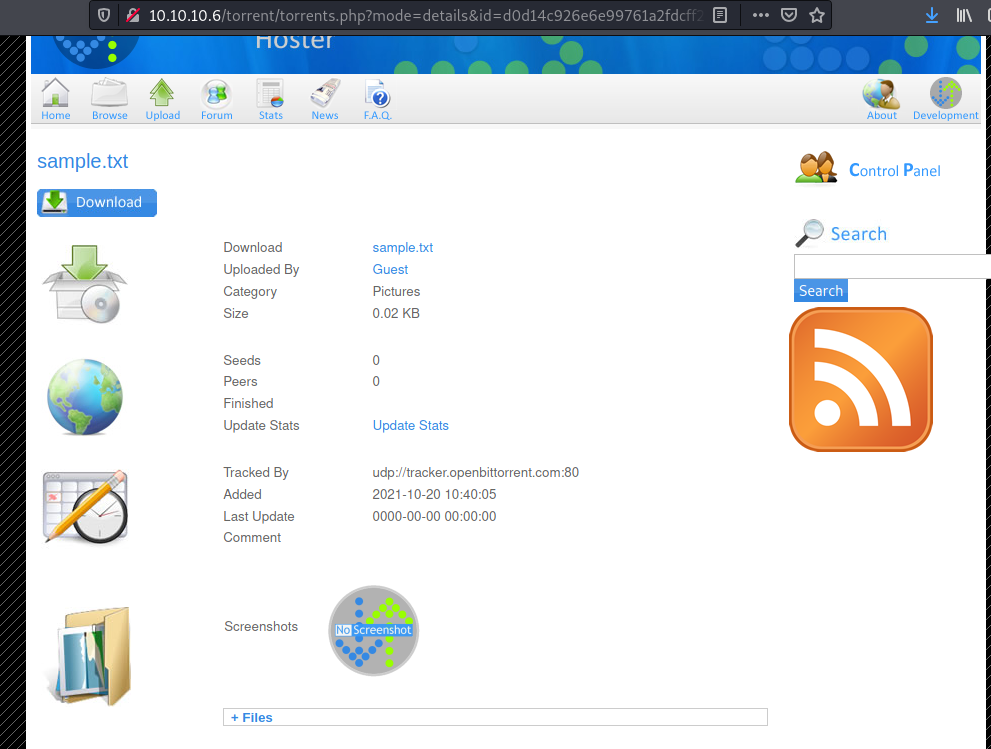 10.10.10.6/torrent/torrents.php?mode=details&id=d0d14c926e6e99761a2fdcff2
Hoster
Home Browse Upload Forum Stats News F.A.Q. About Development
sample.txt
Control Panel
Download
Search
Download sample.txt
Uploaded By Guest
Category Pictures
Search
Size 0.02 KB
Seeds 0
Peers 0
Finished
Update Stats Update Stats
Tracked By udp://tracker.openbittorrent.com:80
Added 2021-10-20 10:40:05
Last Update 0000-00-00 00:00:00
Comment
Screenshots No Screenshot
+ Files